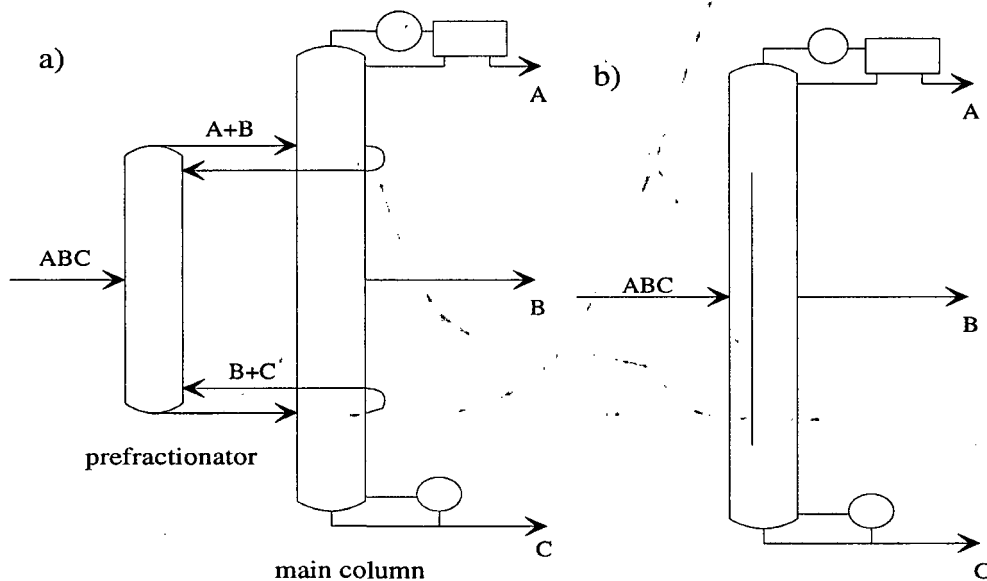 a)
A
A+B
ABC
B
B+C
prefractionator
C
main column
b)
A
ABC
B
C